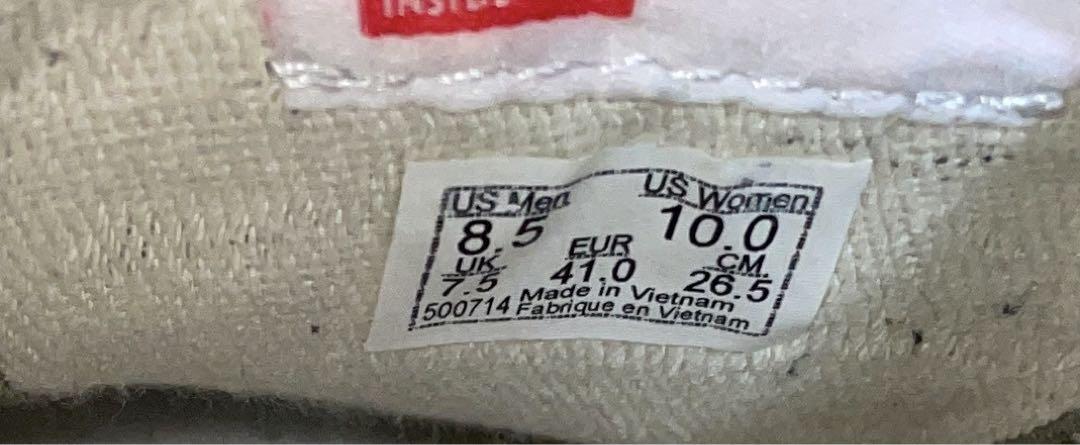 INSIDE
US Men US Women
8.5 10.0
UK EUR CM
7.5 41.0 26.5
Made in Vietnam
500714 Fabrique en Vietnam